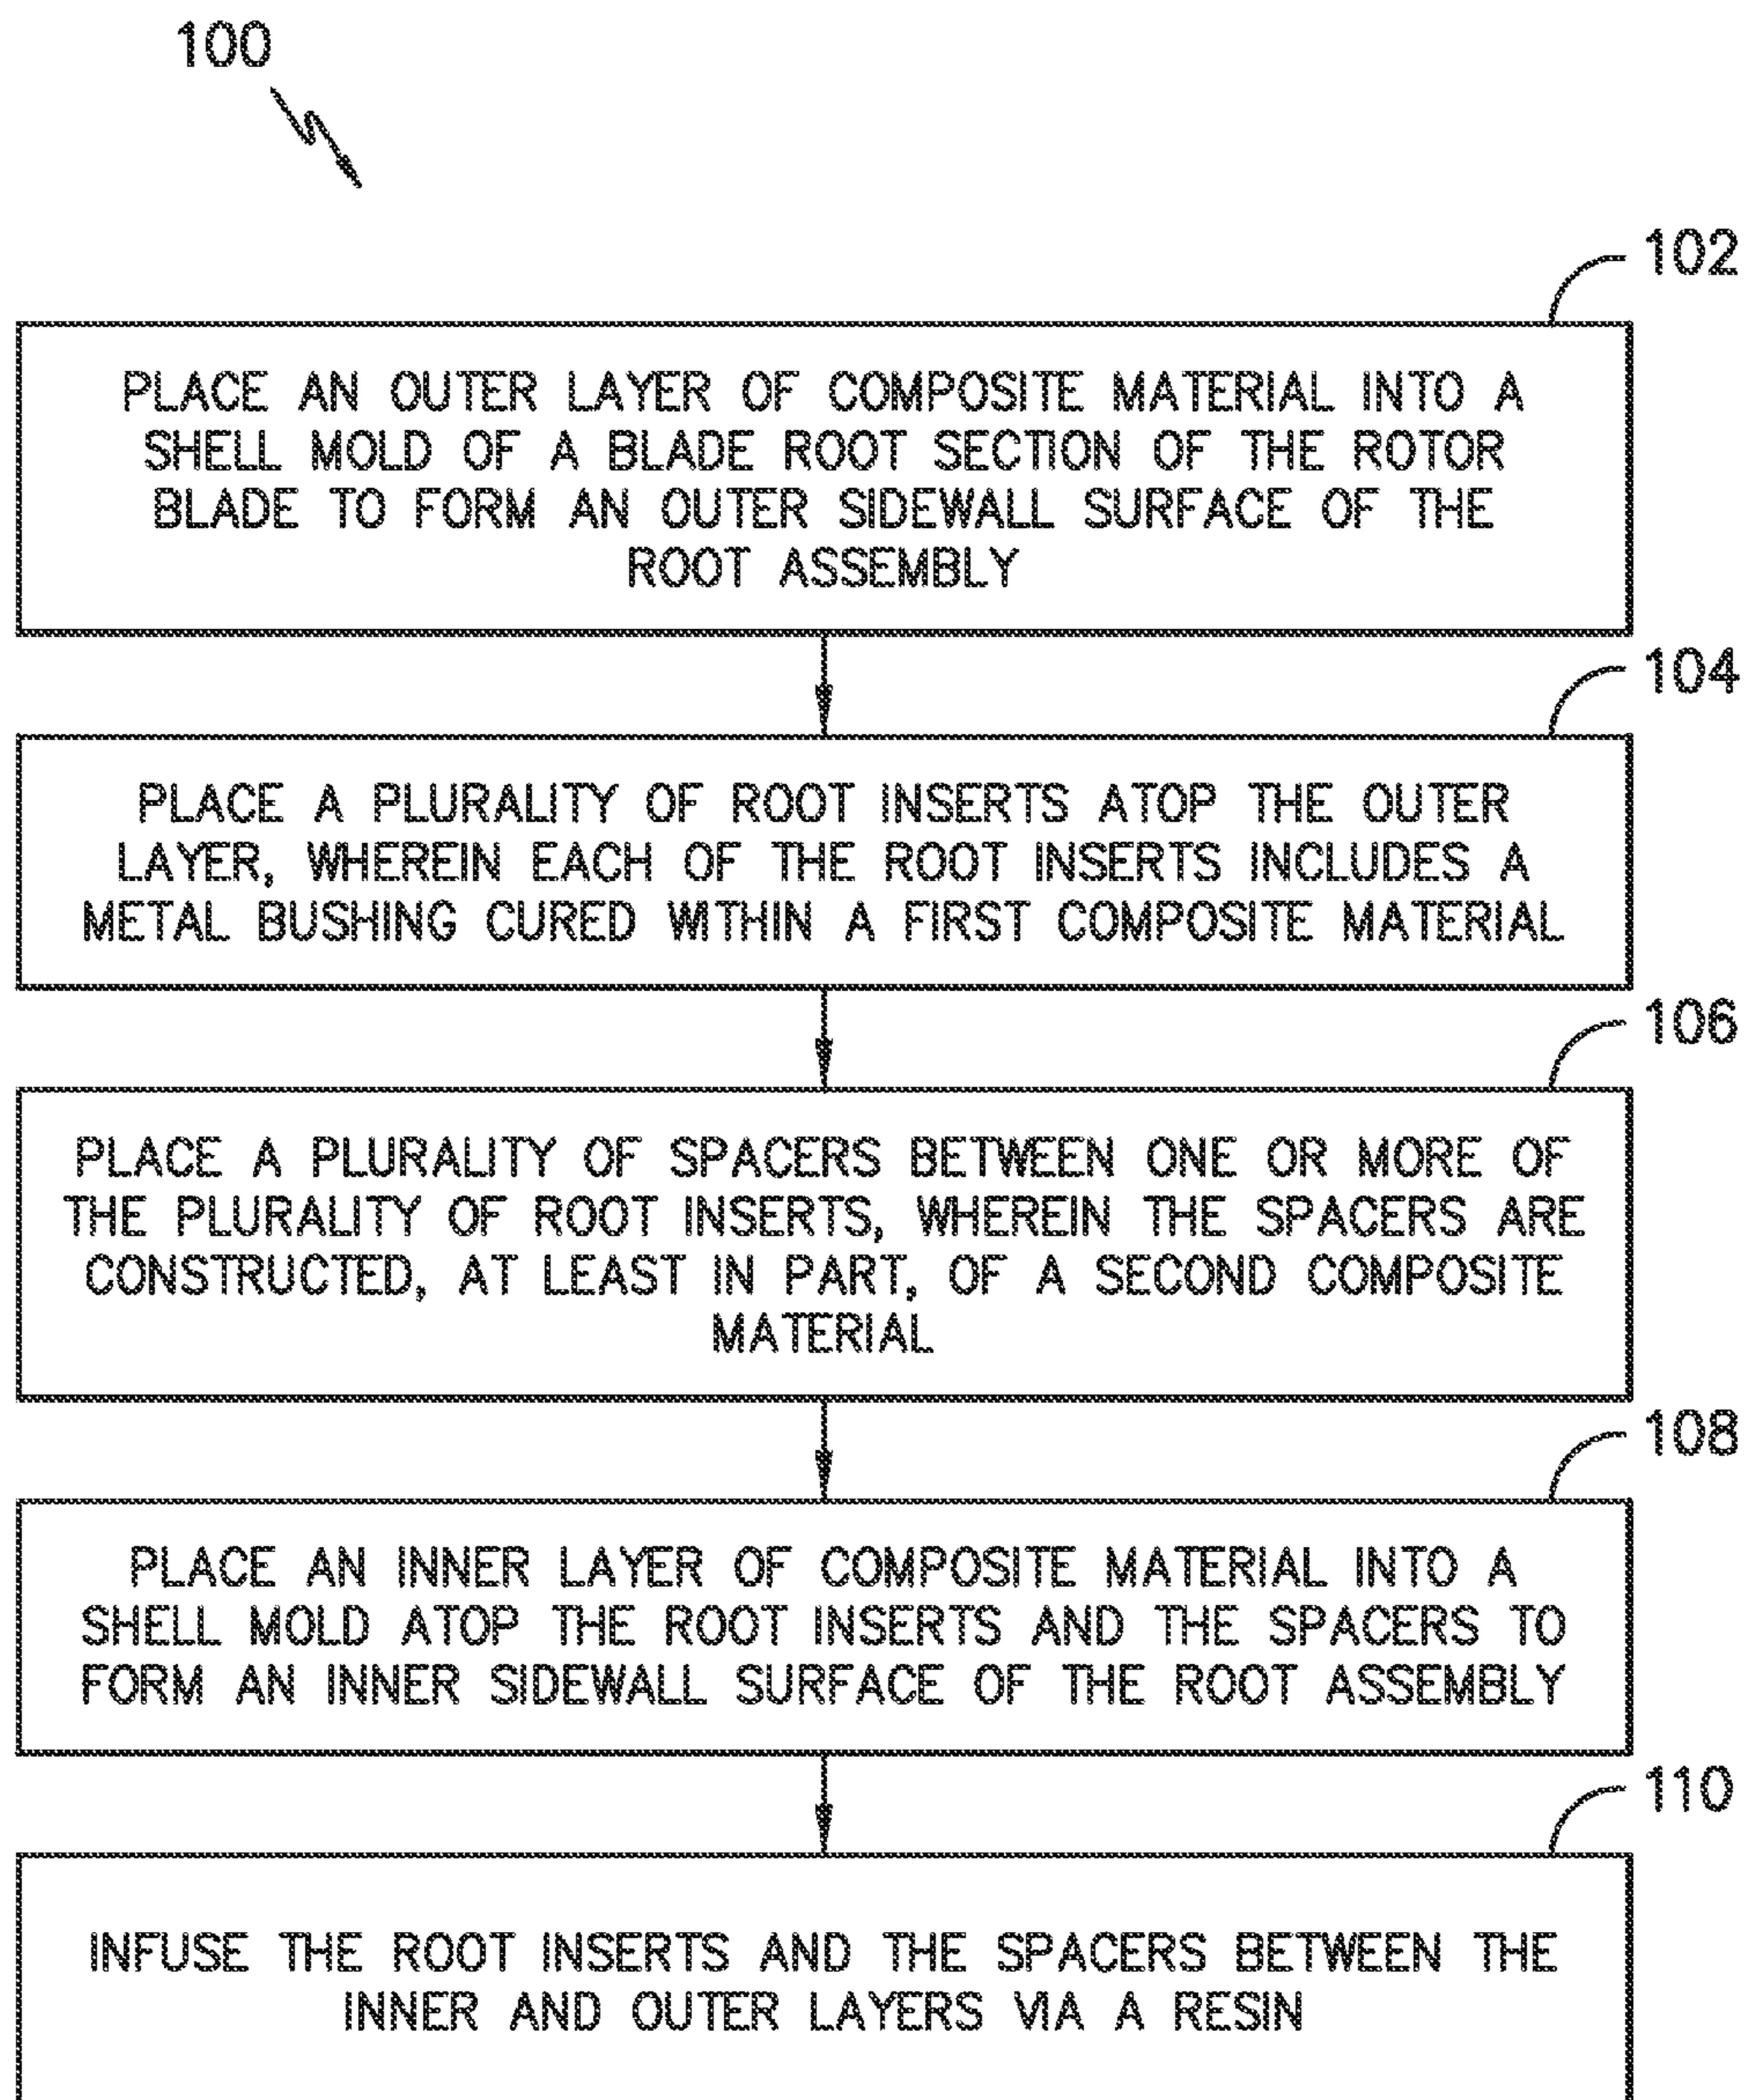 100
102
PLACE AN OUTER LAYER OF COMPOSITE MATERIAL INTO A
SHELL MOLD OF A BLADE ROOT SECTION OF THE ROTOR
BLADE TO FORM AN OUTER SIDEWALL SURFACE OF THE
ROOT ASSEMBLY
104
PLACE A PLURALITY OF ROOT INSERTS ATOP THE OUTER
LAYER, WHEREIN EACH OF THE ROOT INSERTS INCLUDES A
METAL BUSHING CURED WITHIN A FIRST COMPOSITE MATERIAL
106
PLACE A PLURALITY OF SPACERS BETWEEN ONE OR MORE OF
THE PLURALITY OF ROOT INSERTS, WHEREIN THE SPACERS ARE
CONSTRUCTED, AT LEAST IN PART, OF A SECOND COMPOSITE
MATERIAL
108
PLACE AN INNER LAYER OF COMPOSITE MATERIAL INTO A
SHELL MOLD ATOP THE ROOT INSERTS AND THE SPACERS TO
FORM AN INNER SIDEWALL SURFACE OF THE ROOT ASSEMBLY
110
INFUSE THE ROOT INSERTS AND THE SPACERS BETWEEN THE
INNER AND OUTER LAYERS VIA A RESIN